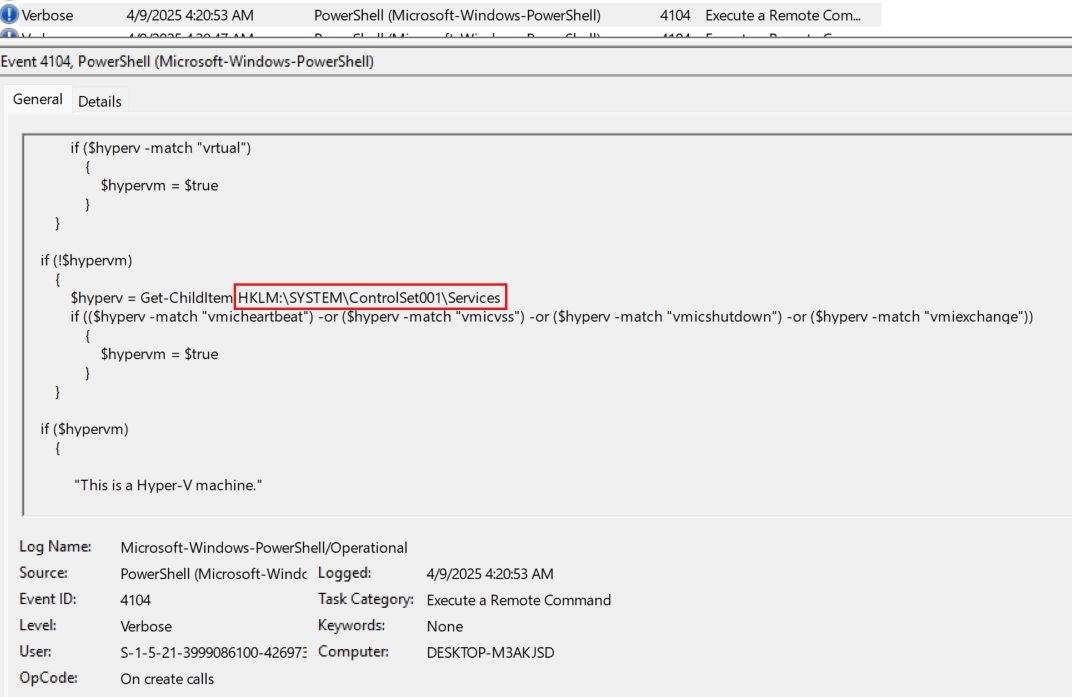 Verbose 4/9/2025 4:20:53 AM PowerShell (Microsoft-Windows-PowerShell) 4104 Execute a Remote Com...
Event 4104, PowerShell (Microsoft-Windows-PowerShell)
General Details
if ($hyperv -match "vrtual")
{
$hypervm = $true
}
}
if (!$hypervm)
{
$hyperv = Get-ChildItem HKLM:\SYSTEM\ControlSet001\Services
if (($hyperv -match "vmicheartbeat") -or ($hyperv -match "vmicvss") -or ($hyperv -match "vmicshutdown") -or ($hyperv -match "vmiexchange"))
{
$hypervm = $true
}
}
if ($hypervm)
{
"This is a Hyper-V machine."
Log Name: Microsoft-Windows-PowerShell/Operational
Source: PowerShell (Microsoft-Windo Logged: 4/9/2025 4:20:53 AM
Event ID: 4104 Task Category: Execute a Remote Command
Level: Verbose Keywords: None
User: S-1-5-21-3999086100-426973 Computer: DESKTOP-M3AKJSD
OpCode: On create calls